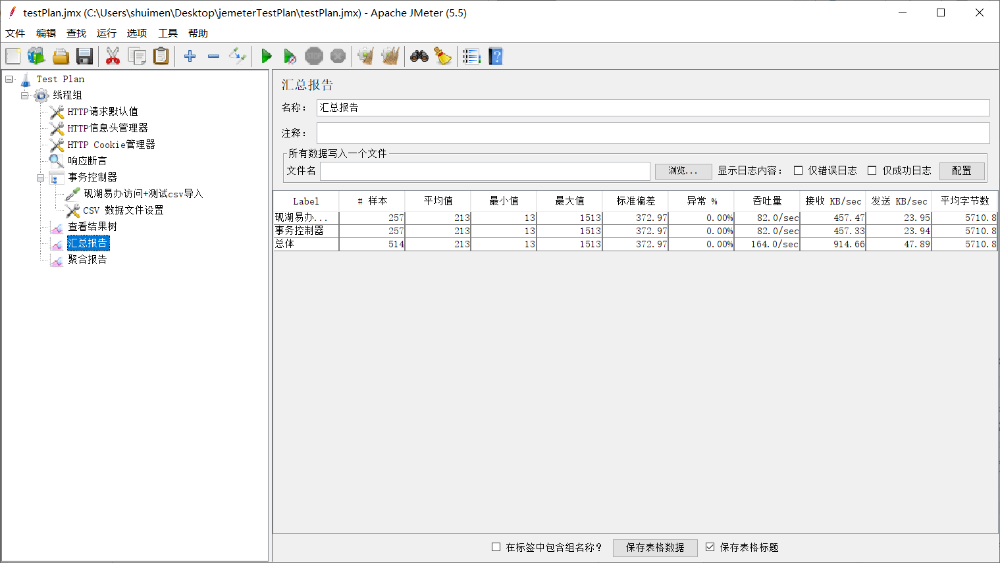 testPlan.jmx (C:\Users\shuimen\Desktop\jemeterTestPlan\testPlan.jmx) - Apache JMeter (5.5)
文件 编辑 查找 运行 选项 工具 帮助
STOP
Test Plan
线程组
HTTP请求默认值
HTTP信息头管理器
HTTP Cookie管理器
响应断言
事务控制器
砚湖易办访问+测试csv导入
CSV 数据文件设置
查看结果树
汇总报告
聚合报告
汇总报告
名称： 汇总报告
注释：
所有数据写入一个文件
文件名 浏览... 显示日志内容： 仅错误日志 仅成功日志 配置
Label # 样本 平均值 最小值 最大值 标准偏差 异常 % 吞吐量 接收 KB/sec 发送 KB/sec 平均字节数
砚湖易办... 257 213 13 1513 372.97 0.00% 82.0/sec 457.47 23.95 5710.8
事务控制器 257 213 13 1513 372.97 0.00% 82.0/sec 457.33 23.94 5710.8
总体 514 213 13 1513 372.97 0.00% 164.0/sec 914.66 47.89 5710.8
在标签中包含组名称？ 保存表格数据 保存表格标题